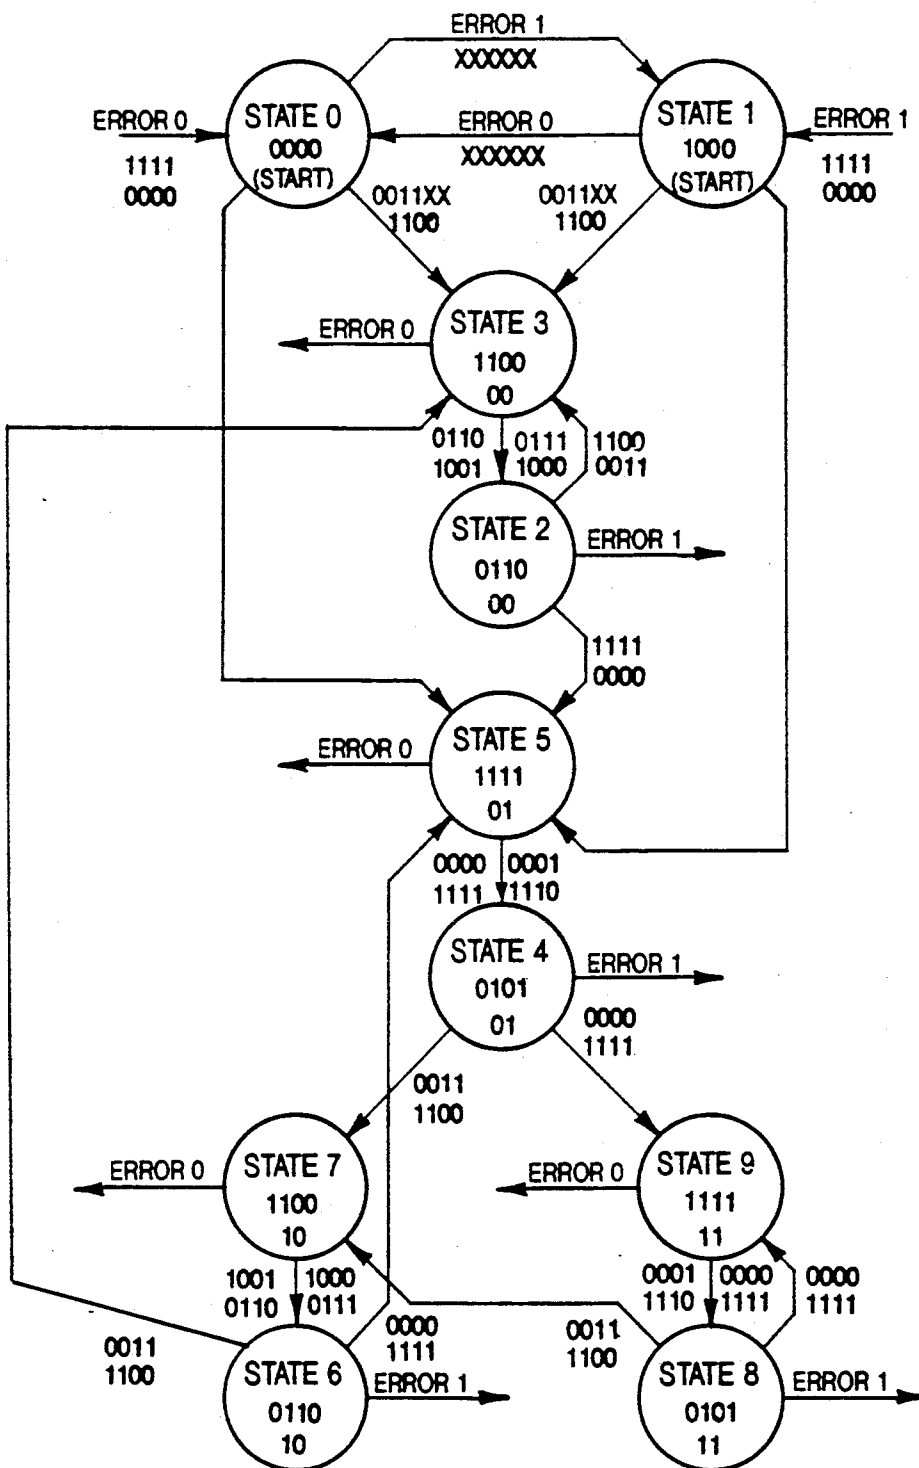 ERROR 1
XXXXXX
ERROR 0
1111
0000
STATE 0
0000
(START)
ERROR 0
XXXXXX
STATE 1
1000
(START)
ERROR 1
1111
0000
0011XX
1100
0011XX
1100
STATE 3
1100
00
ERROR 0
0110
1001
0111
1000
1100
0011
STATE 2
0110
00
ERROR 1
1111
0000
STATE 5
1111
01
ERROR 0
0000
1111
0001
1110
STATE 4
0101
01
ERROR 1
0000
1111
0011
1100
STATE 7
1100
10
ERROR 0
STATE 9
1111
11
ERROR 0
1001
0110
1000
0111
0001
1110
0000
1111
0000
1111
0011
1100
0000
1111
0011
1100
STATE 6
0110
10
ERROR 1
STATE 8
0101
11
ERROR 1